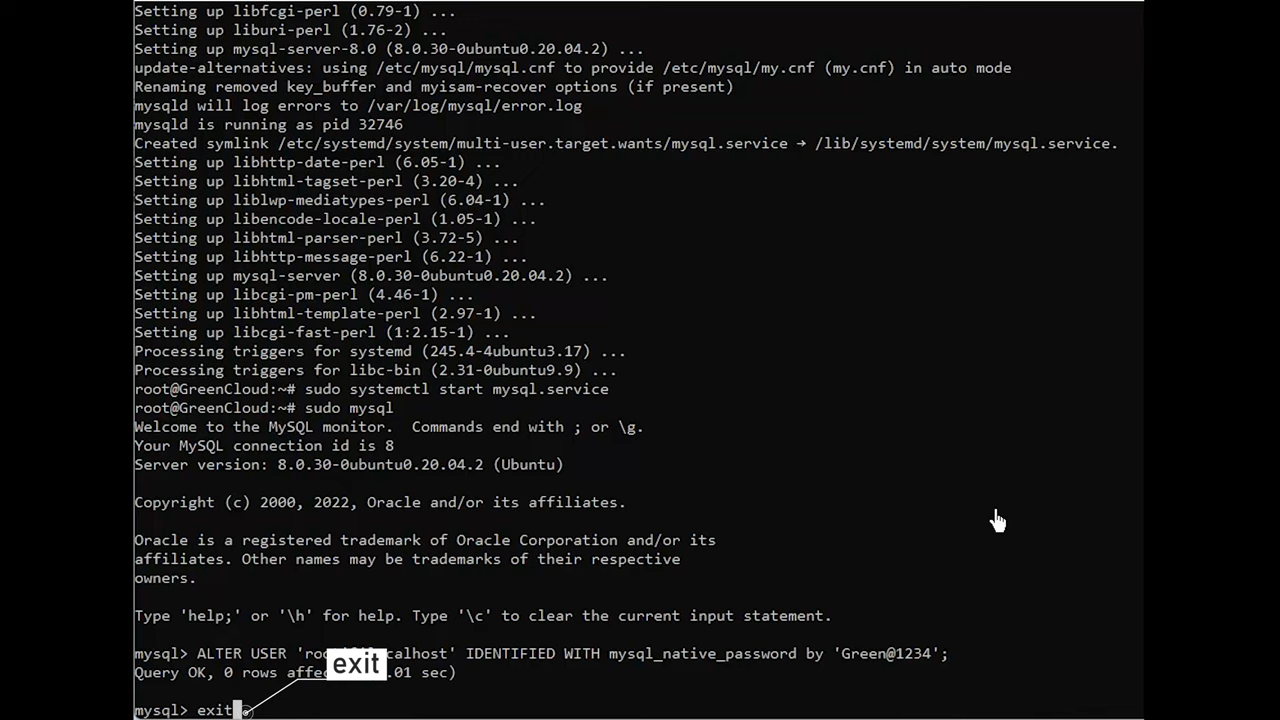 Setting up libfcgi-perl (0.79-1) ...
Setting up liburi-perl (1.76-2) ...
Setting up mysql-server-8.0 (8.0.30-0ubuntu0.20.04.2) ...
update-alternatives: using /etc/mysql/mysql.cnf to provide /etc/mysql/my.cnf (my.cnf) in auto mode
Renaming removed key_buffer and myisam-recover options (if present)
mysqld will log errors to /var/log/mysql/error.log
mysqld is running as pid 32746
Created symlink /etc/systemd/system/multi-user.target.wants/mysql.service → /lib/systemd/system/mysql.service.
Setting up libhttp-date-perl (6.05-1) ...
Setting up libhtml-tagset-perl (3.20-4) ...
Setting up liblwp-mediatypes-perl (6.04-1) ...
Setting up libencode-locale-perl (1.05-1) ...
Setting up libhtml-parser-perl (3.72-5) ...
Setting up libhttp-message-perl (6.22-1) ...
Setting up mysql-server (8.0.30-0ubuntu0.20.04.2) ...
Setting up libcgi-pm-perl (4.46-1) ...
Setting up libhtml-template-perl (2.97-1) ...
Setting up libcgi-fast-perl (1:2.15-1) ...
Processing triggers for systemd (245.4-4ubuntu3.17) ...
Processing triggers for libc-bin (2.31-0ubuntu9.9) ...
root@GreenCloud:~# sudo systemctl start mysql.service
root@GreenCloud:~# sudo mysql
Welcome to the MySQL monitor.  Commands end with ; or \g.
Your MySQL connection id is 8
Server version: 8.0.30-0ubuntu0.20.04.2 (Ubuntu)
Copyright (c) 2000, 2022, Oracle and/or its affiliates.
Oracle is a registered trademark of Oracle Corporation and/or its
affiliates. Other names may be trademarks of their respective
owners.
Type 'help;' or '\h' for help. Type '\c' to clear the current input statement.
mysql> ALTER USER IDENTIFIED WITH mysql_native_password by 'Green@1234';
exit
Query OK, 0 rows sec)
mysql> exit